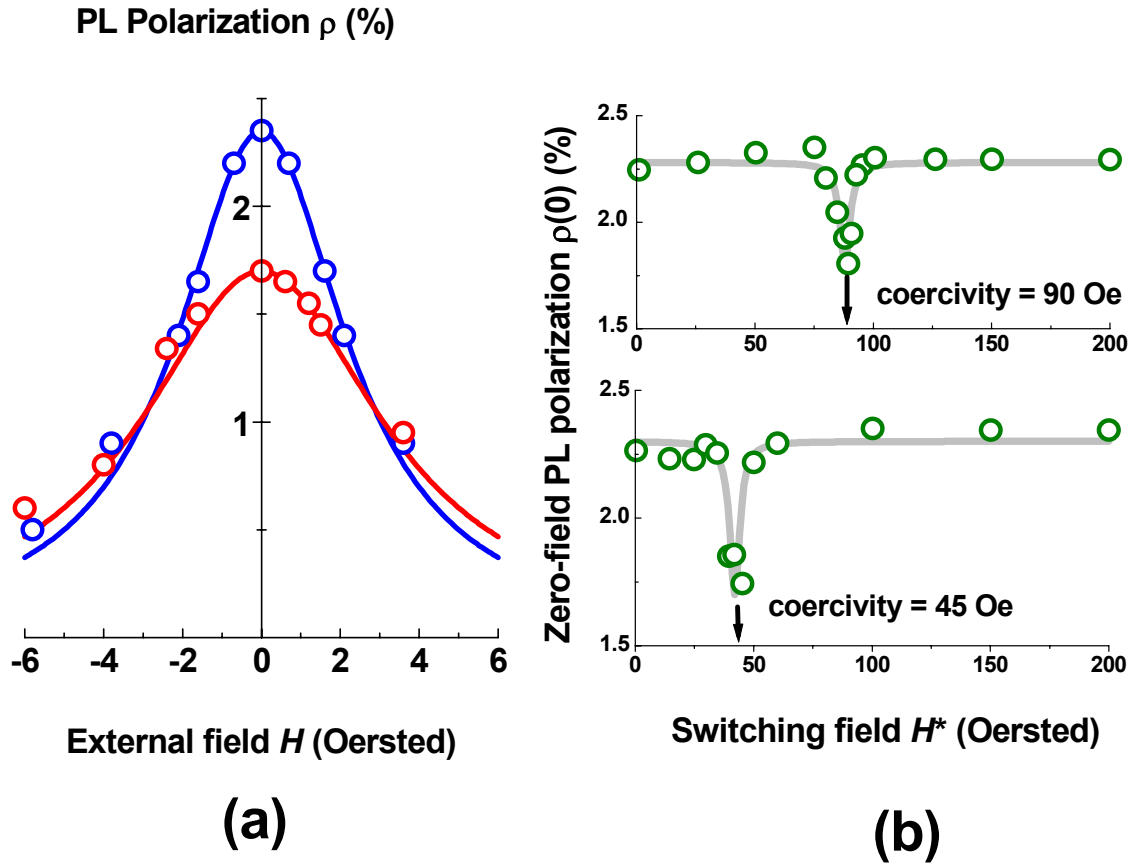 PL Polarization ρ (%)
2
1
-6 -4 -2 0 2 4 6
External field H (Oersted)
(a)
Zero-field PL polarization ρ(0) (%)
2.5
2.0
1.5
0 50 100 150 200
coercivity = 90 Oe
2.5
2.0
1.5
0 50 100 150 200
coercivity = 45 Oe
Switching field H* (Oersted)
(b)